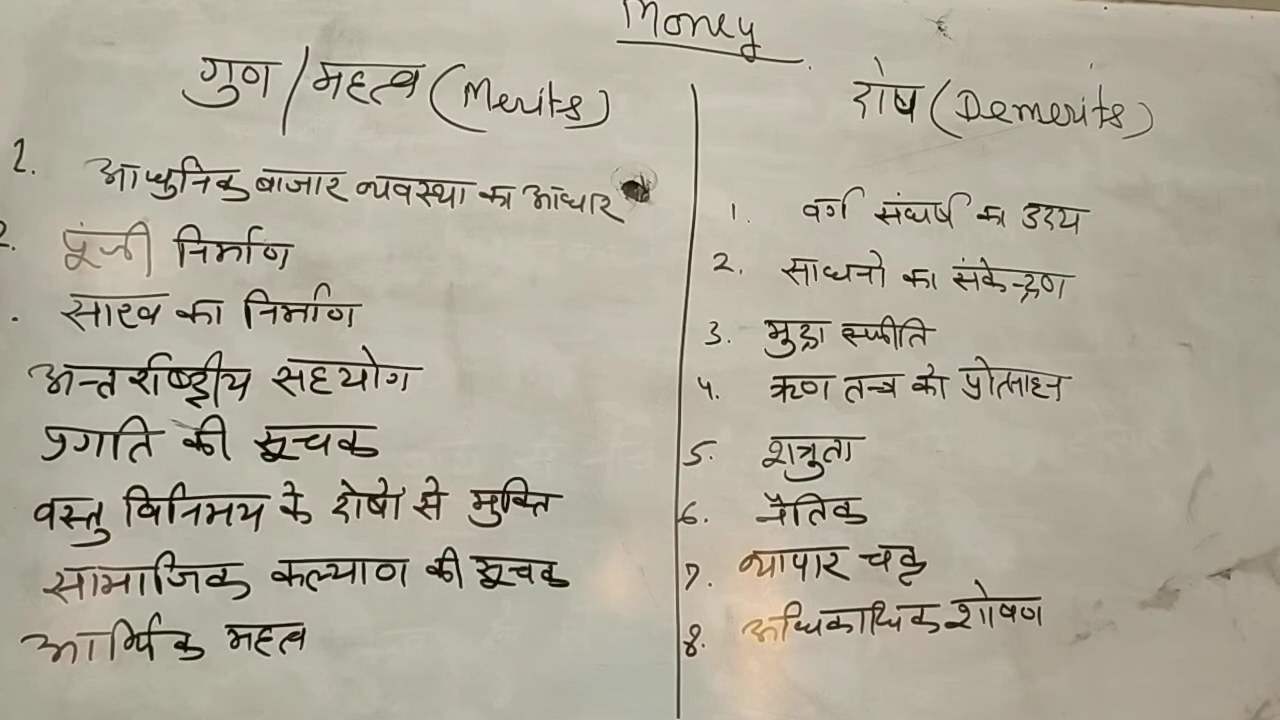 Money
गुण / महत्व (Merits)
1. आधुनिक बाजार व्यवस्था का आधार
2. पूंजी निर्माण
. साख का निर्माण
अन्तर्राष्ट्रीय सहयोग
प्रगति की सूचक
वस्तु विनिमय के दोषों से मुक्ति
सामाजिक कल्याण की सूचक
आर्थिक महत्व
दोष (Demerits)
1. वर्ग संघर्ष का उदय
2. साधनो का संकेन्द्रण
3. मुद्रा स्फीति
4. ऋण तन्त्र को प्रोत्साहन
5. शत्रुता
6. नैतिक
7. व्यापार चक्र
8. अधिकाधिक शोषण